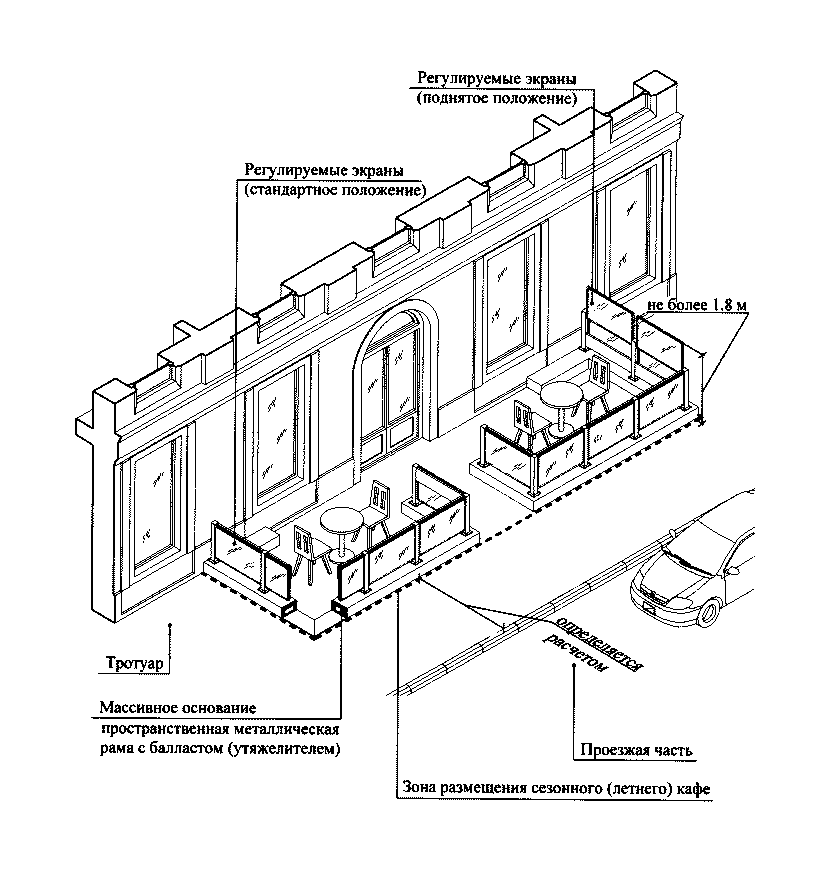 Регулируемые экраны
(поднятое положение)
Регулируемые экраны
(стандартное положение)
не более 1.8 м
определяется
расчетом
Тротуар
Массивное основание
пространственная металлическая
рама с балластом (утяжелителем)
Проезжая часть
Зона размещения сезонного (летнего) кафе